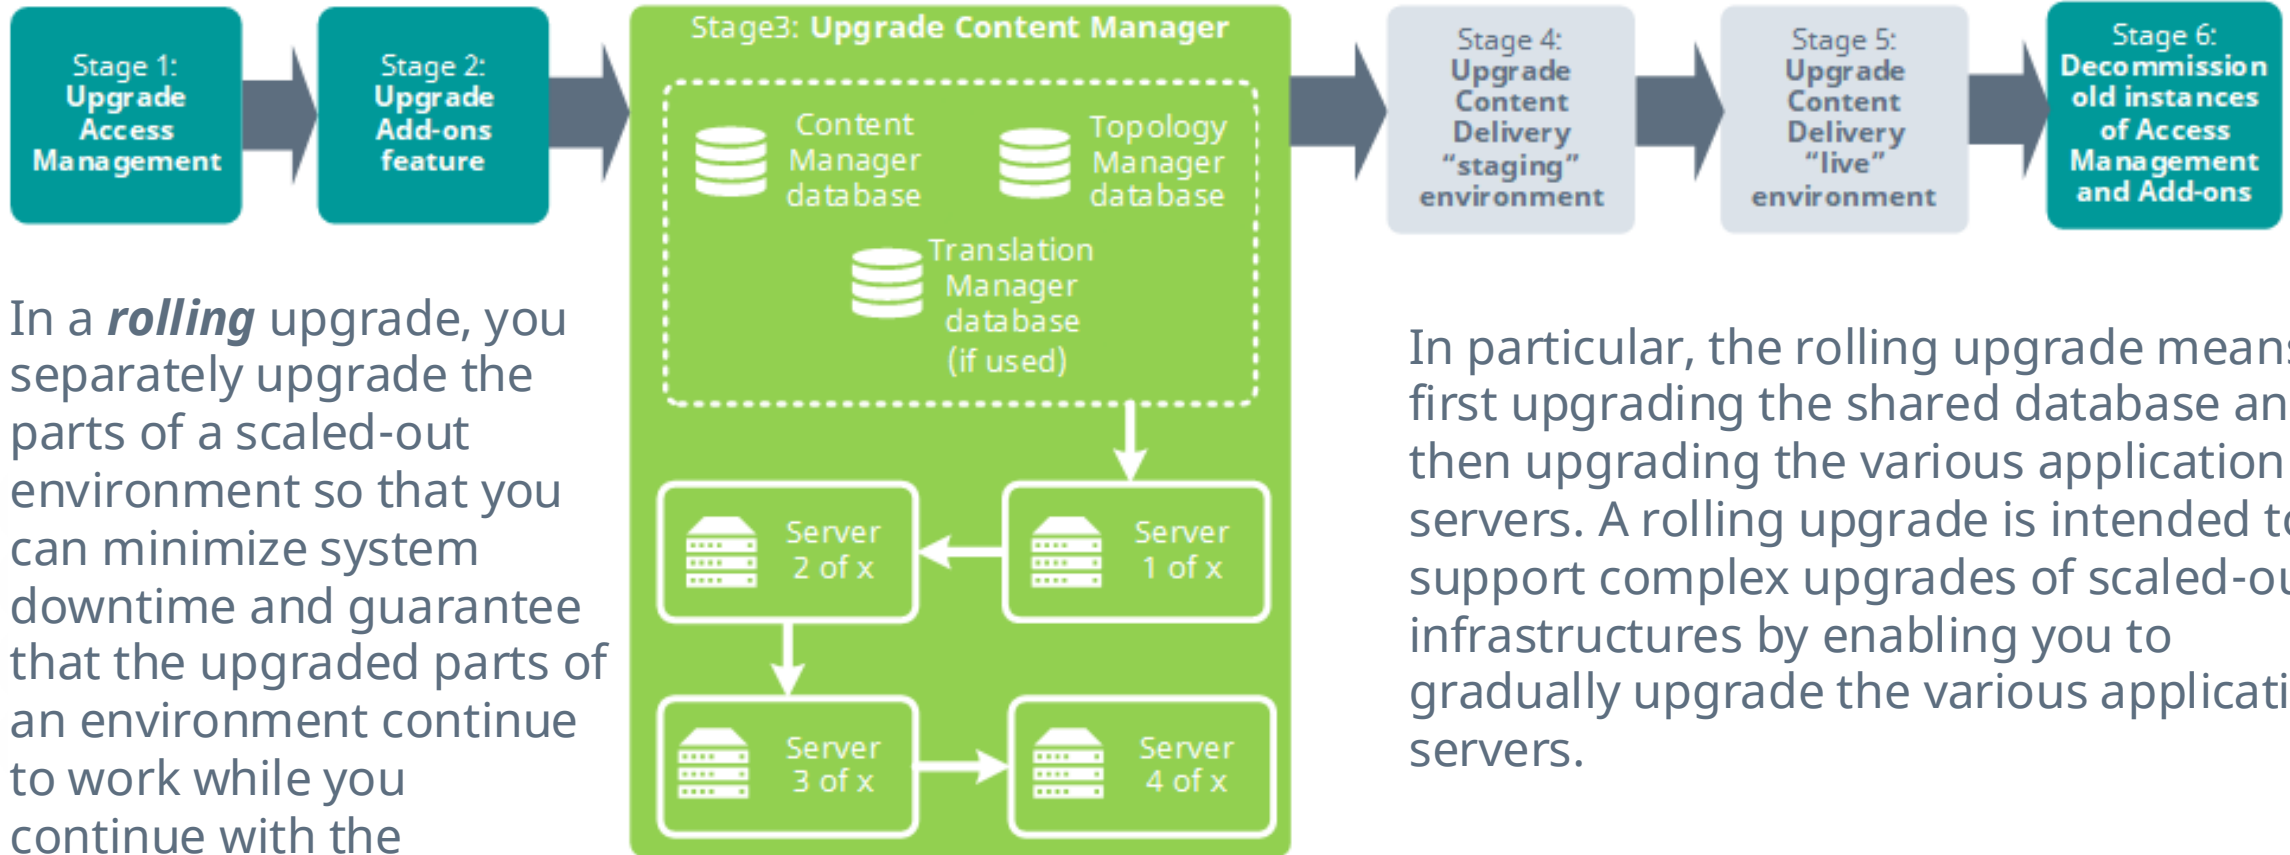 Stage 1:
Upgrade
Access
Management
Stage 2:
Upgrade
Add-ons
feature
Stage3: Upgrade Content Manager
Content
Manager
database
Topology
Manager
database
Translation
Manager
database
(if used)
Server
1 of x
Server
2 of x
Server
3 of x
Server
4 of x
Stage 4:
Upgrade
Content
Delivery
“staging”
environment
Stage 5:
Upgrade
Content
Delivery
“live”
environment
Stage 6:
Decommission
old instances
of Access
Management
and Add-ons
In a rolling upgrade, you
separately upgrade the
parts of a scaled-out
environment so that you
can minimize system
downtime and guarantee
that the upgraded parts of
an environment continue
to work while you
continue with the
In particular, the rolling upgrade means
first upgrading the shared database an
then upgrading the various application
servers. A rolling upgrade is intended to
support complex upgrades of scaled-ou
infrastructures by enabling you to
gradually upgrade the various applicati
servers.